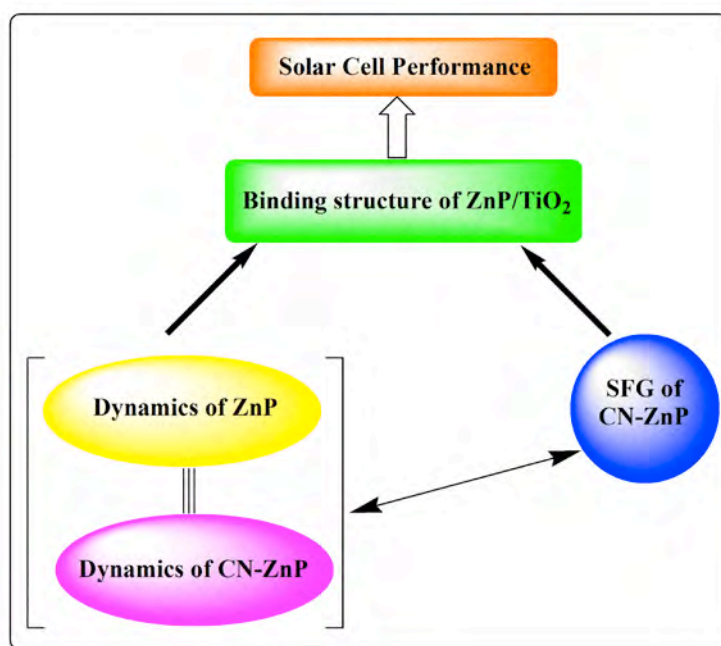 Solar Cell Performance
Binding structure of ZnP/TiO₂
Dynamics of ZnP
SFG of
CN-ZnP
Dynamics of CN-ZnP